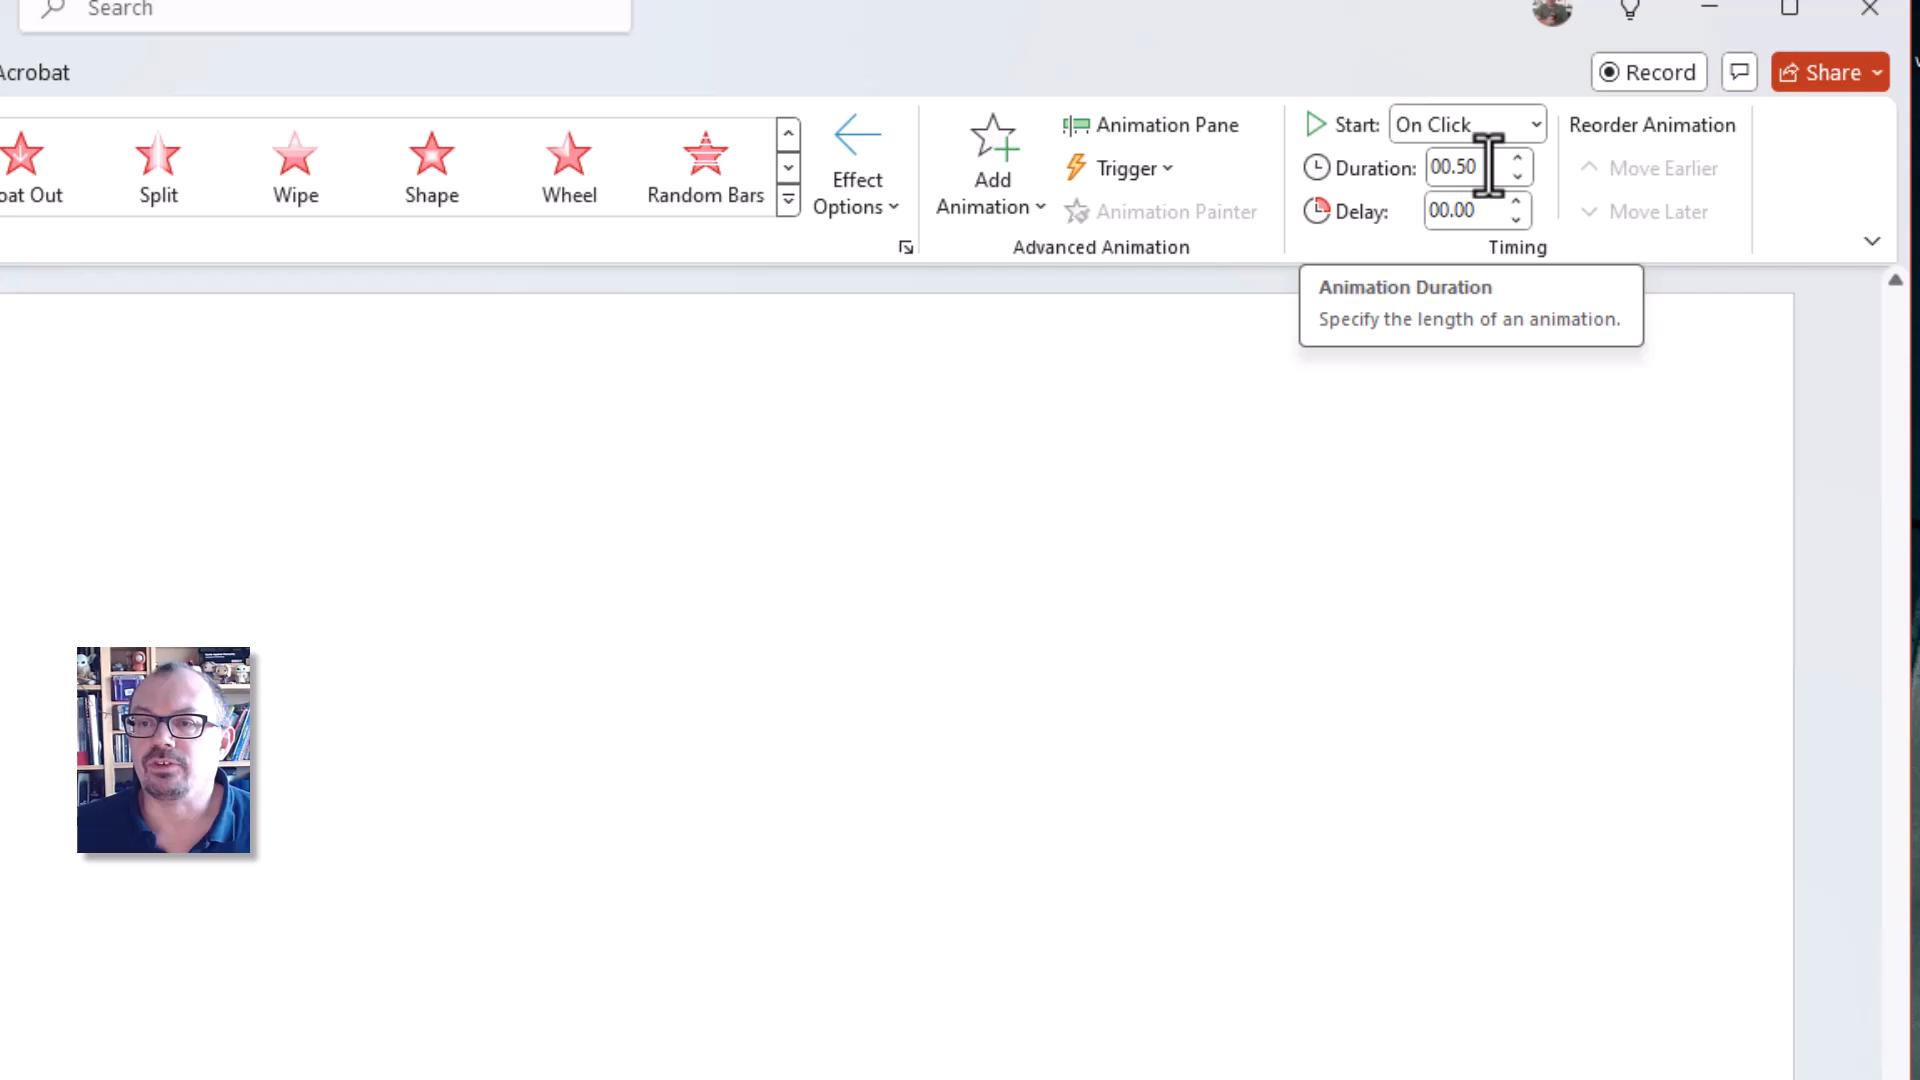 Search
Acrobat
Record
Share
oat Out
Split
Wipe
Shape
Wheel
Random Bars
Effect
Options
Add
Animation
Animation Pane
Trigger
Animation Painter
Advanced Animation
Start: On Click
Duration: 00.50
Delay: 00.00
Timing
Reorder Animation
Move Earlier
Move Later
Animation Duration
Specify the length of an animation.